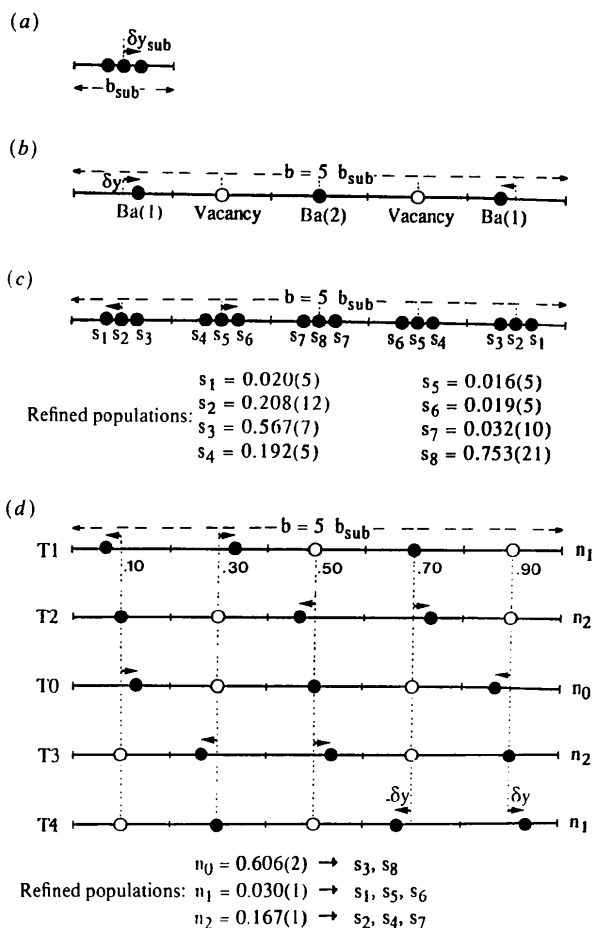 (a)
δy_sub
b_sub
(b)
b = 5 b_sub
δy
Ba(1) Vacancy Ba(2) Vacancy Ba(1)
(c)
b = 5 b_sub
s₁ s₂ s₃ s₄ s₅ s₆ s₇ s₈ s₇ s₆ s₅ s₄ s₃ s₂ s₁
s₁ = 0.020(5) s₅ = 0.016(5)
Refined populations: s₂ = 0.208(12) s₆ = 0.019(5)
s₃ = 0.567(7) s₇ = 0.032(10)
s₄ = 0.192(5) s₈ = 0.753(21)
(d)
b = 5 b_sub
T1 n₁
.10 .30 .50 .70 .90
T2 n₂
T0 n₀
T3 n₂
-δy δy
T4 n₁
n₀ = 0.606(2) → s₃, s₈
Refined populations: n₁ = 0.030(1) → s₁, s₅, s₆
n₂ = 0.167(1) → s₂, s₄, s₇